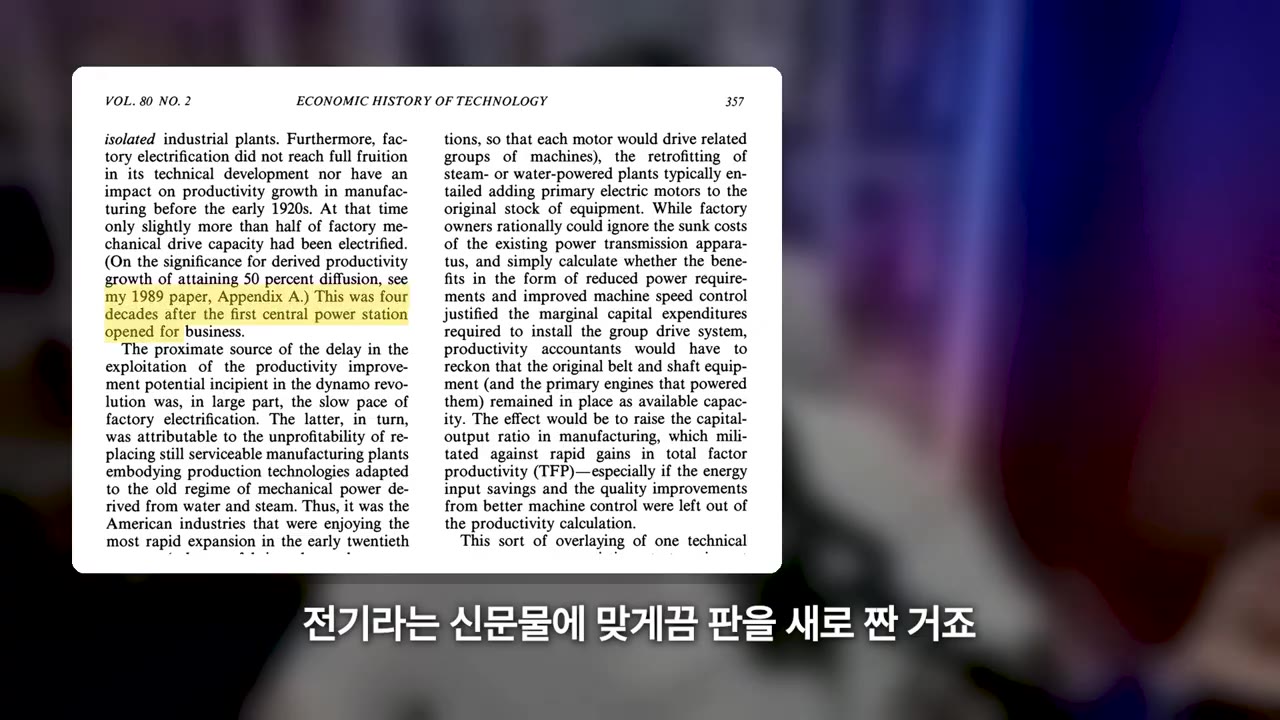 VOL. 80 NO. 2
ECONOMIC HISTORY OF TECHNOLOGY
357
isolated industrial plants. Furthermore, fac-
tory electrification did not reach full fruition
in its technical development nor have an
impact on productivity growth in manufac-
turing before the early 1920s. At that time
only slightly more than half of factory me-
chanical drive capacity had been electrified.
(On the significance for derived productivity
growth of attaining 50 percent diffusion, see
my 1989 paper, Appendix A.) This was four
decades after the first central power station
opened for business.
The proximate source of the delay in the
exploitation of the productivity improve-
ment potential incipient in the dynamo revo-
lution was, in large part, the slow pace of
factory electrification. The latter, in turn,
was attributable to the unprofitability of re-
placing still serviceable manufacturing plants
embodying production technologies adapted
to the old regime of mechanical power de-
rived from water and steam. Thus, it was the
American industries that were enjoying the
most rapid expansion in the early twentieth
tions, so that each motor would drive related
groups of machines), the retrofitting of
steam- or water-powered plants typically en-
tailed adding primary electric motors to the
original stock of equipment. While factory
owners rationally could ignore the sunk costs
of the existing power transmission appara-
tus, and simply calculate whether the bene-
fits in the form of reduced power require-
ments and improved machine speed control
justified the marginal capital expenditures
required to install the group drive system,
productivity accountants would have to
reckon that the original belt and shaft equip-
ment (and the primary engines that powered
them) remained in place as available capac-
ity. The effect would be to raise the capital-
output ratio in manufacturing, which mili-
tated against rapid gains in total factor
productivity (TFP)—especially if the energy
input savings and the quality improvements
from better machine control were left out of
the productivity calculation.
This sort of overlaying of one technical
전기라는 신문물에 맞게끔 판을 새로 짠 거죠